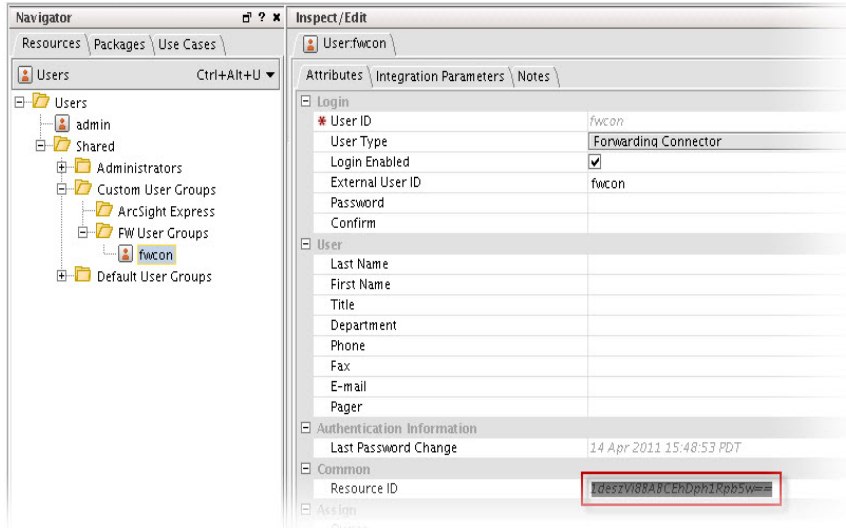 Navigator ? Inspect/Edit
Resources Packages Use Cases User:fwcon
Users Ctrl+Alt+U Attributes Integration Parameters Notes
Users Login
admin * User ID fwcon
Shared User Type Forwarding Connector
Administrators Login Enabled
Custom User Groups External User ID fwcon
ArcSight Express Password
FW User Groups Confirm
fwcon User
Default User Groups Last Name
First Name
Title
Department
Phone
Fax
E-mail
Pager
Authentication Information
Last Password Change 14 Apr 2011 15:48:53 PDT
Common
Resource ID 1deszVi88A8CEhDph1Rpb5w==
Assign
Owner